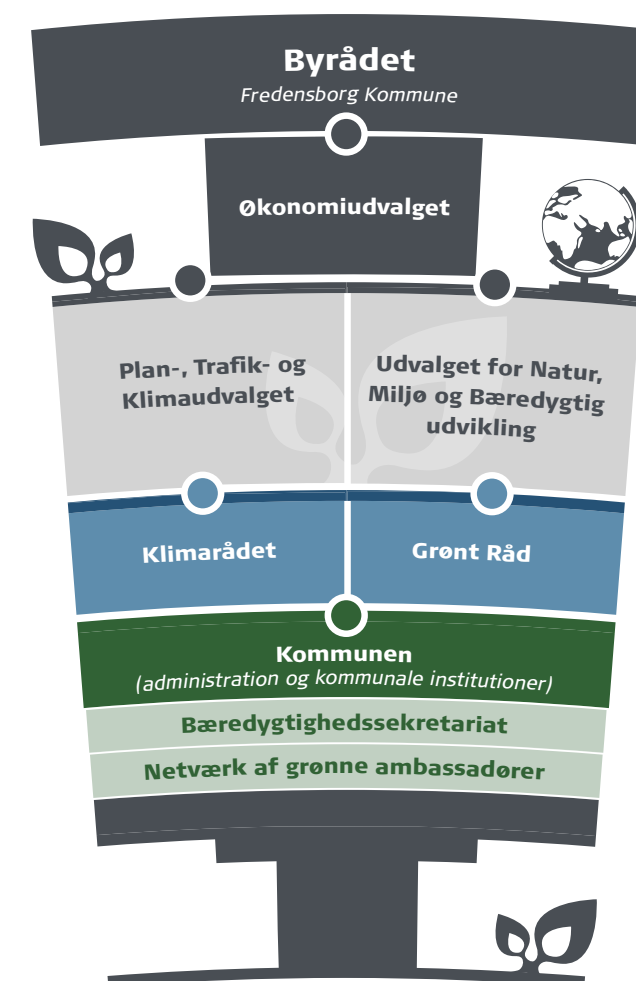 Byrådet
Fredensborg Kommune
Økonomiudvalget
Plan-, Trafik- og
Klimaudvalget
Udvalget for Natur,
Miljø og Bæredygtig
udvikling
Klimarådet
Grønt Råd
Kommunen
(administration og kommunale institutioner)
Bæredygtighedssekretariat
Netværk af grønne ambassadører